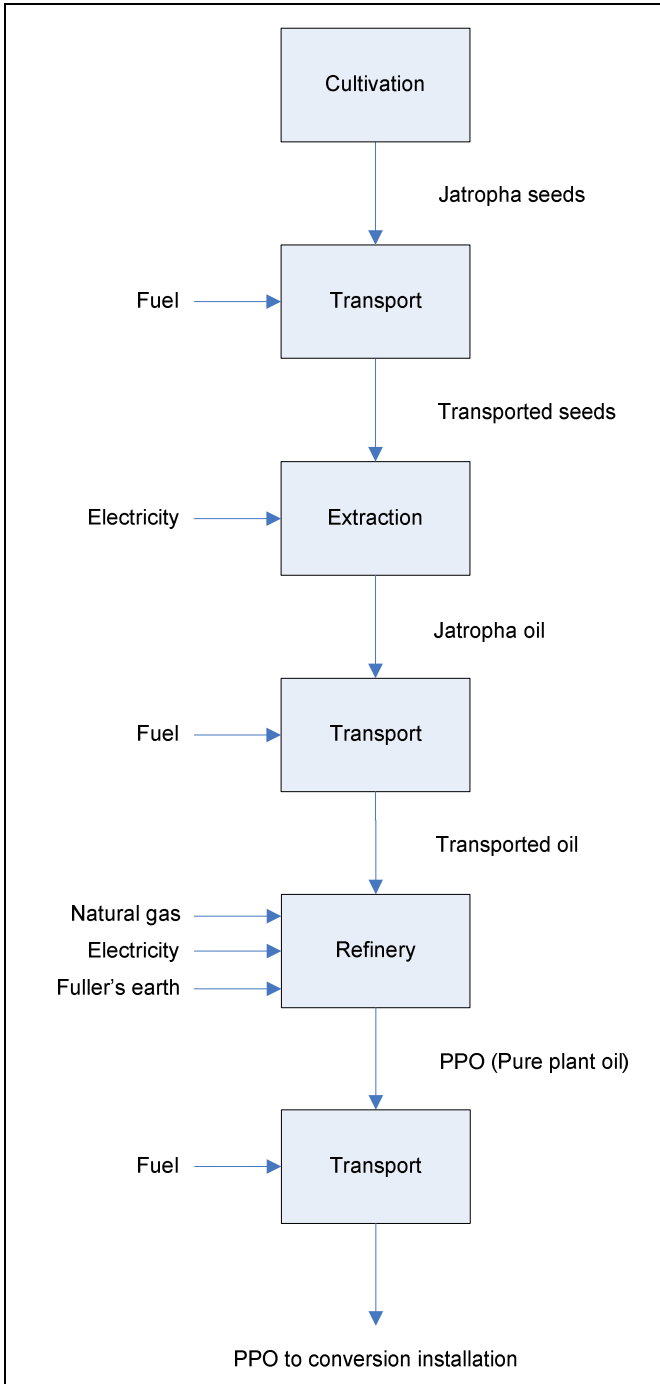 Cultivation
Jatropha seeds
Fuel
Transport
Transported seeds
Electricity
Extraction
Jatropha oil
Fuel
Transport
Transported oil
Natural gas
Electricity
Refinery
Fuller’s earth
PPO (Pure plant oil)
Fuel
Transport
PPO to conversion installation